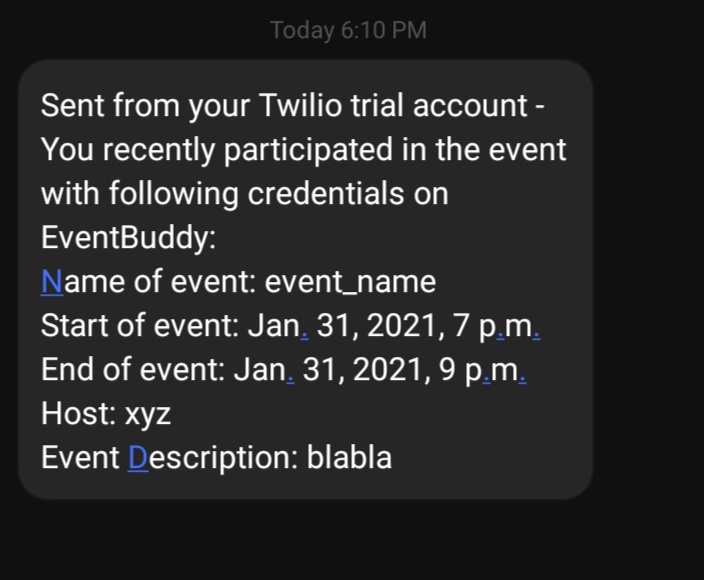 Today 6:10 PM
Sent from your Twilio trial account -
You recently participated in the event
with following credentials on
EventBuddy:
Name of event: event_name
Start of event: Jan. 31, 2021, 7 p.m.
End of event: Jan. 31, 2021, 9 p.m.
Host: xyz
Event Description: blabla